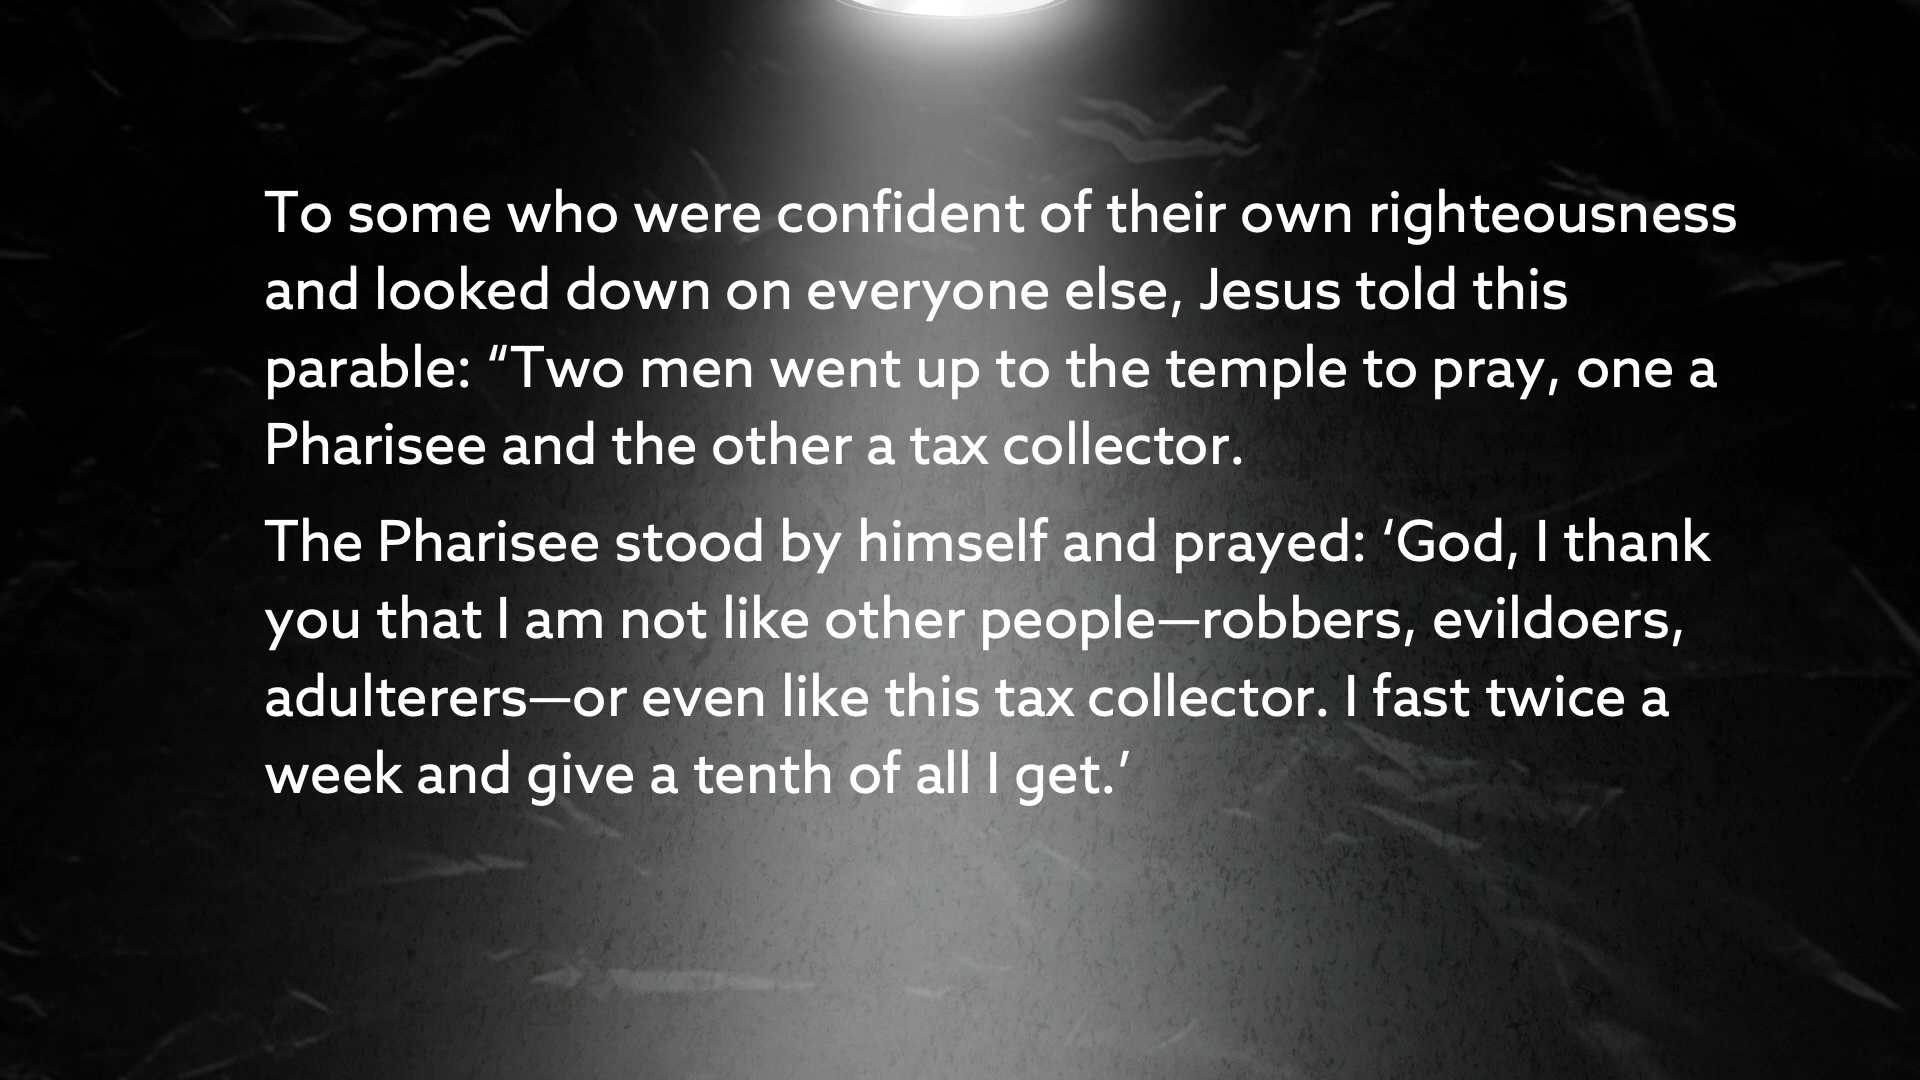 To some who were confident of their own righteousness
and looked down on everyone else, Jesus told this
parable: “Two men went up to the temple to pray, one a
Pharisee and the other a tax collector.
The Pharisee stood by himself and prayed: ‘God, I thank
you that I am not like other people—robbers, evildoers,
adulterers—or even like this tax collector. I fast twice a
week and give a tenth of all I get.’